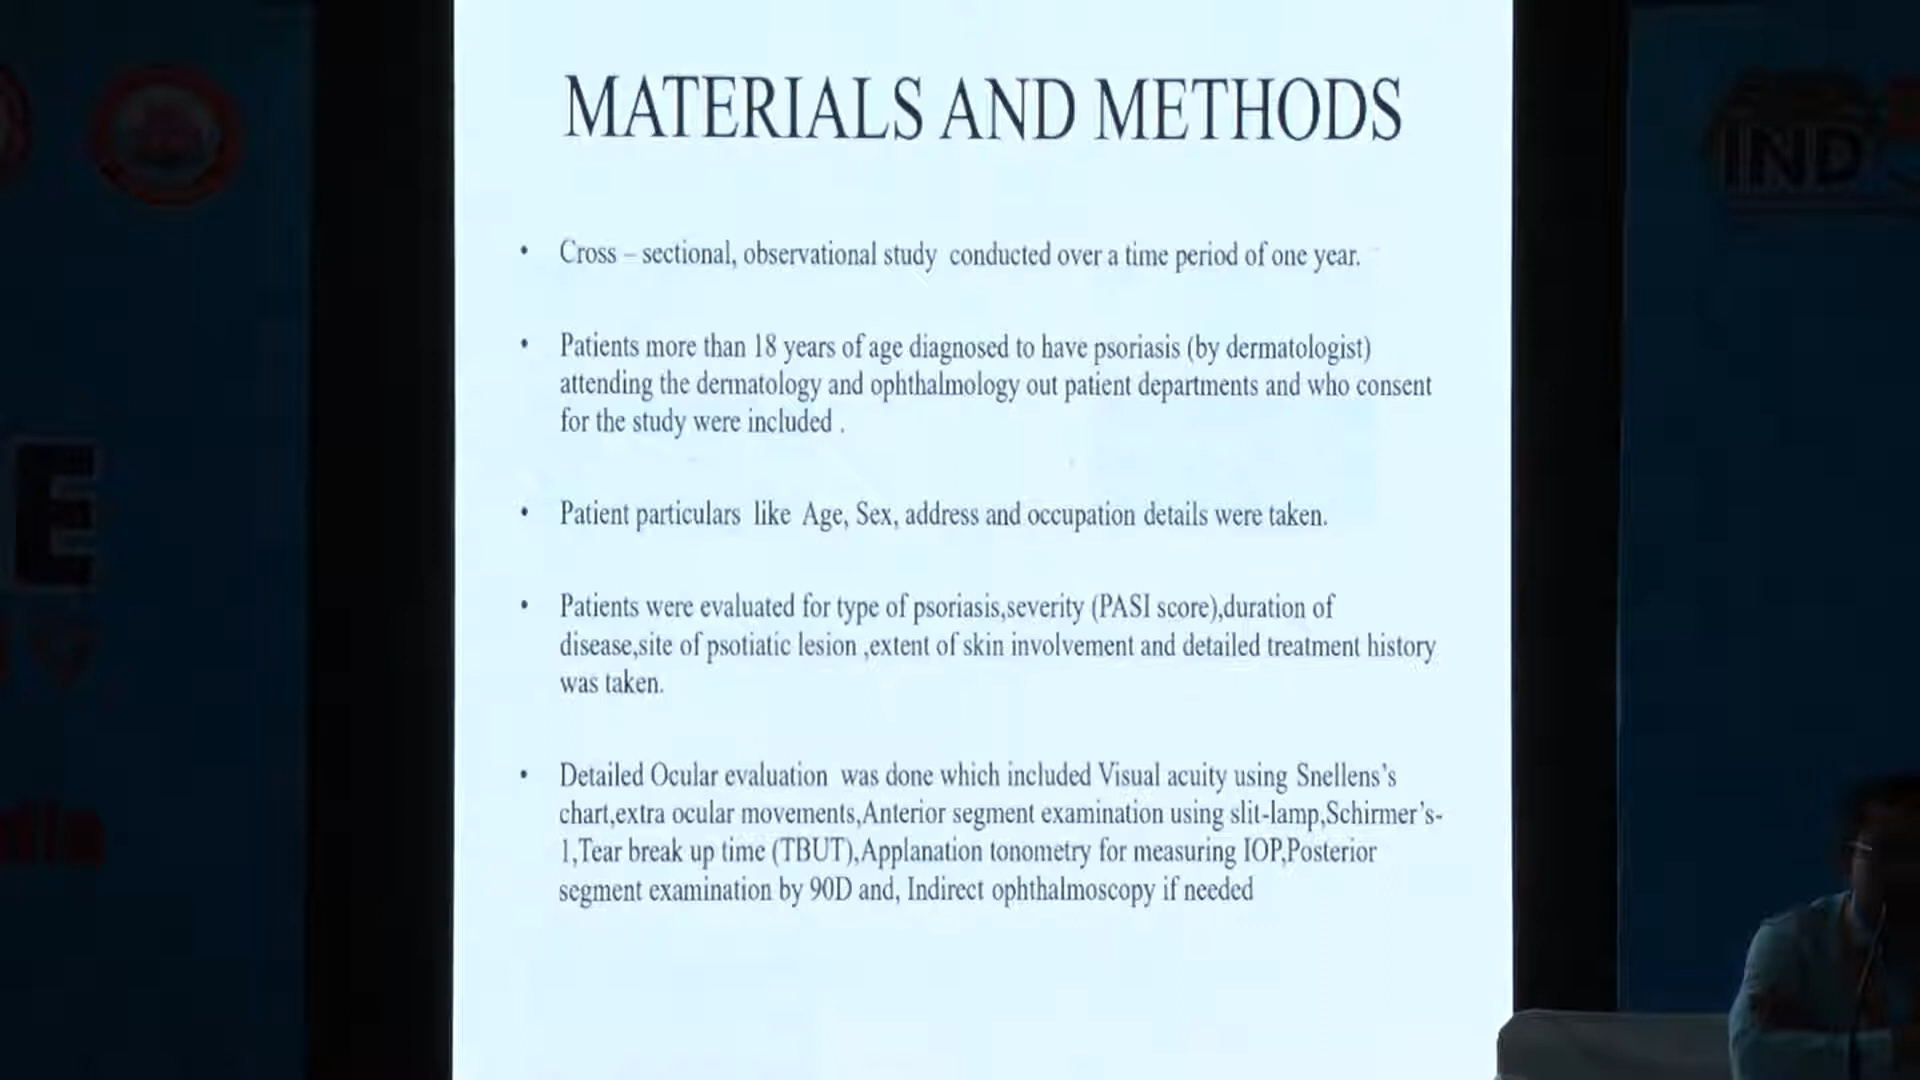 MATERIALS AND METHODS
• Cross – sectional, observational study conducted over a time period of one year.
• Patients more than 18 years of age diagnosed to have psoriasis (by dermatologist)
attending the dermatology and ophthalmology out patient departments and who consent
for the study were included .
• Patient particulars like Age, Sex, address and occupation details were taken.
• Patients were evaluated for type of psoriasis,severity (PASI score),duration of
disease,site of psotiatic lesion ,extent of skin involvement and detailed treatment history
was taken.
• Detailed Ocular evaluation was done which included Visual acuity using Snellens’s
chart,extra ocular movements,Anterior segment examination using slit-lamp,Schirmer’s-
1,Tear break up time (TBUT),Applanation tonometry for measuring IOP,Posterior
segment examination by 90D and, Indirect ophthalmoscopy if needed
E
IND